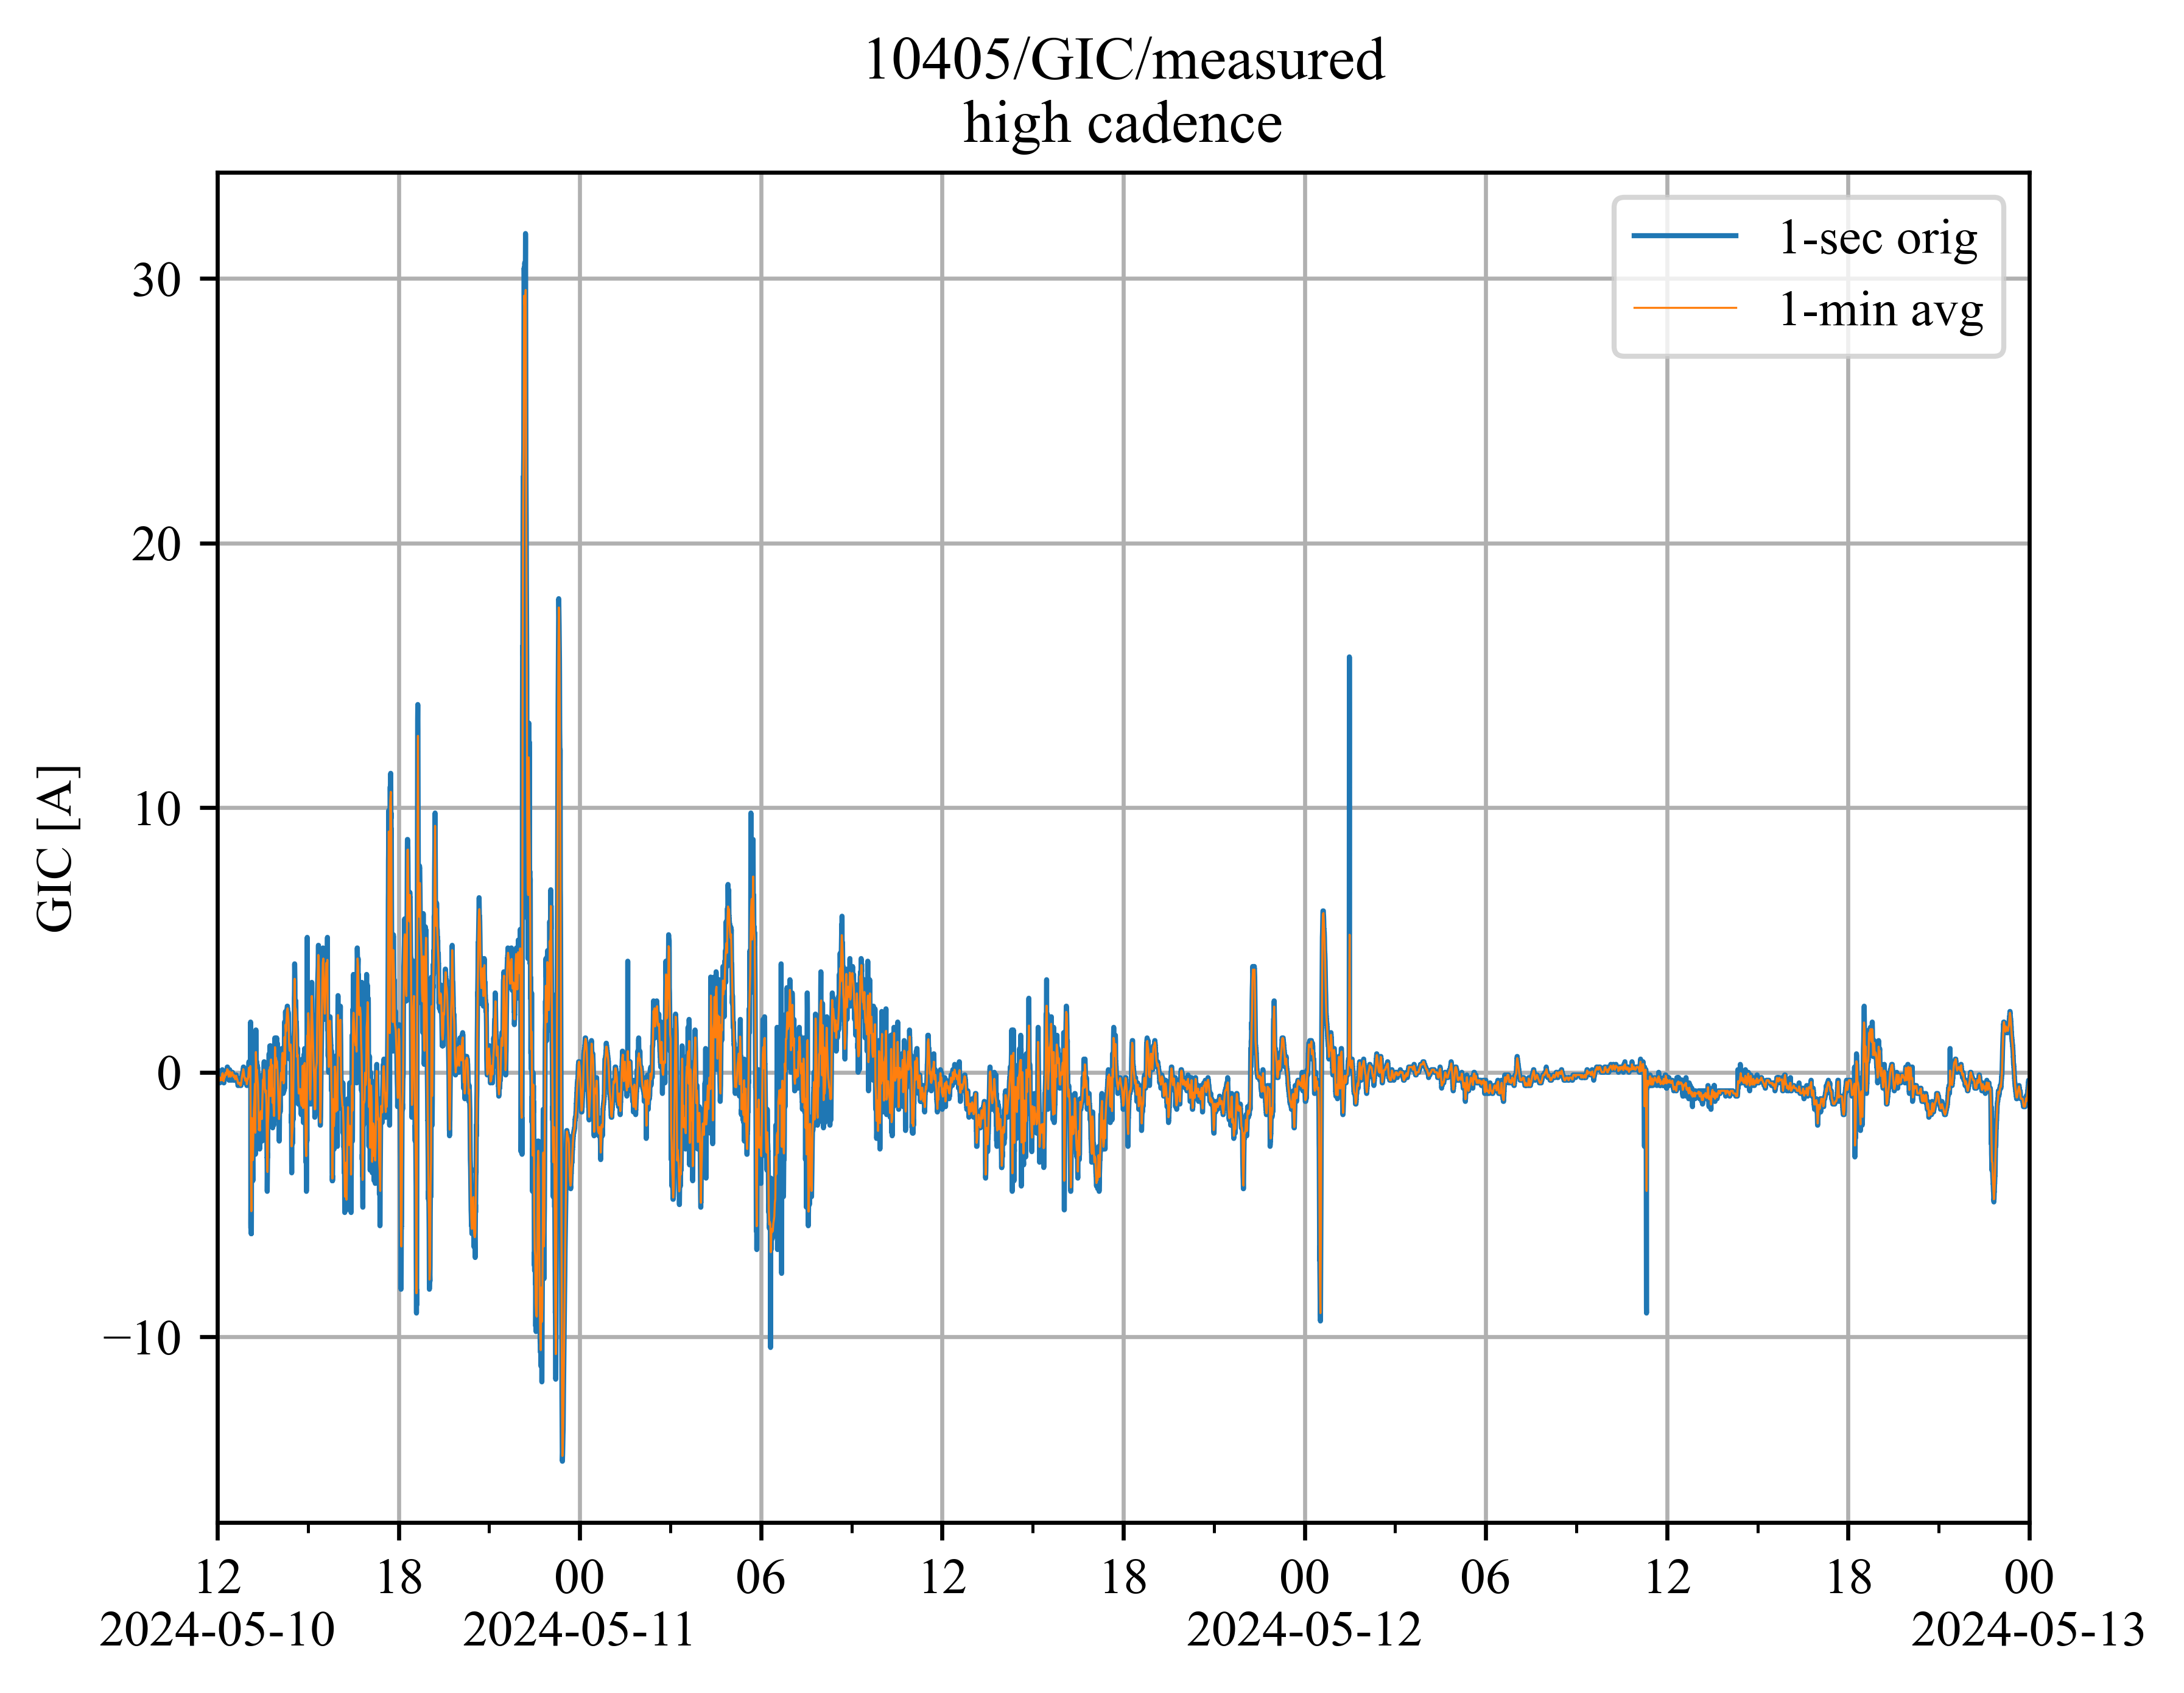 10405/GIC/measured
high cadence
1-sec orig
1-min avg
GIC [A]
30
20
10
0
−10
12 18 00 06 12 18 00 06 12 18 00
2024-05-10 2024-05-11 2024-05-12 2024-05-13